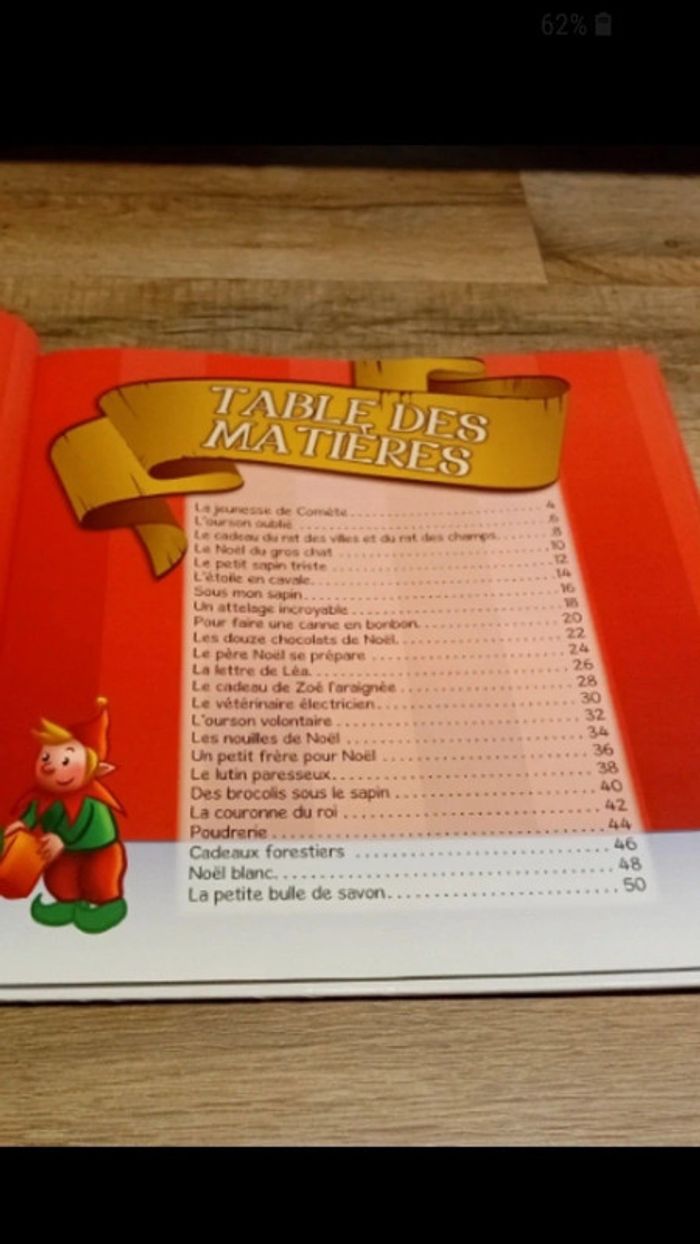 62%
TABLE DES
MATIÈRES
La jeunesse de Comète 4
L'ourson oublié 6
Le cadeau du rat des villes et du rat des champs 8
Le Noël du gros chat 10
Le petit sapin triste 12
L'étoile en cavale 14
Sous mon sapin 16
Un attelage incroyable 18
Pour faire une canne en bonbon 20
Les douze chocolats de Noël 22
Le père Noël se prépare 24
La lettre de Léa 26
Le cadeau de Zoé l'araignée 28
Le vétérinaire électricien 30
L'ourson volontaire 32
Les nouilles de Noël 34
Un petit frère pour Noël 36
Le lutin paresseux 38
Des brocolis sous le sapin 40
La couronne du roi 42
Poudrerie 44
Cadeaux forestiers 46
Noël blanc 48
La petite bulle de savon 50